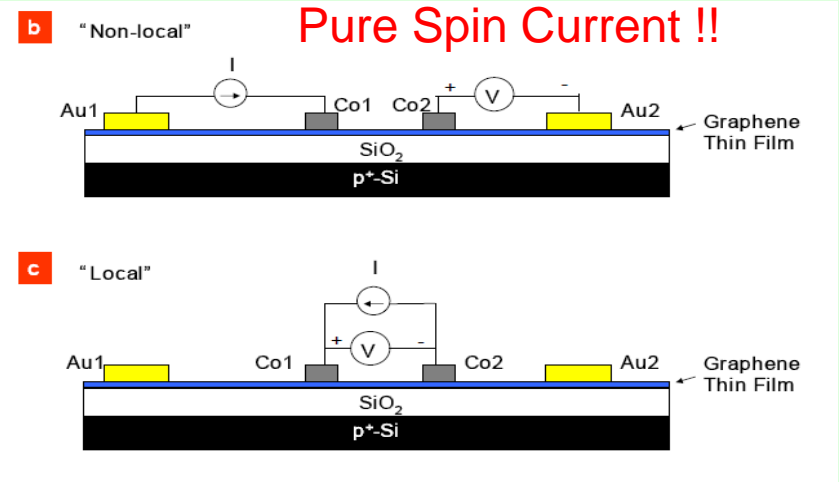 Pure Spin Current !!
b "Non-local"
I
Au1 Co1 Co2 + V - Au2
Graphene
Thin Film
SiO₂
p⁺-Si
c "Local"
I
+ V -
Au1 Co1 Co2 Au2
Graphene
Thin Film
SiO₂
p⁺-Si